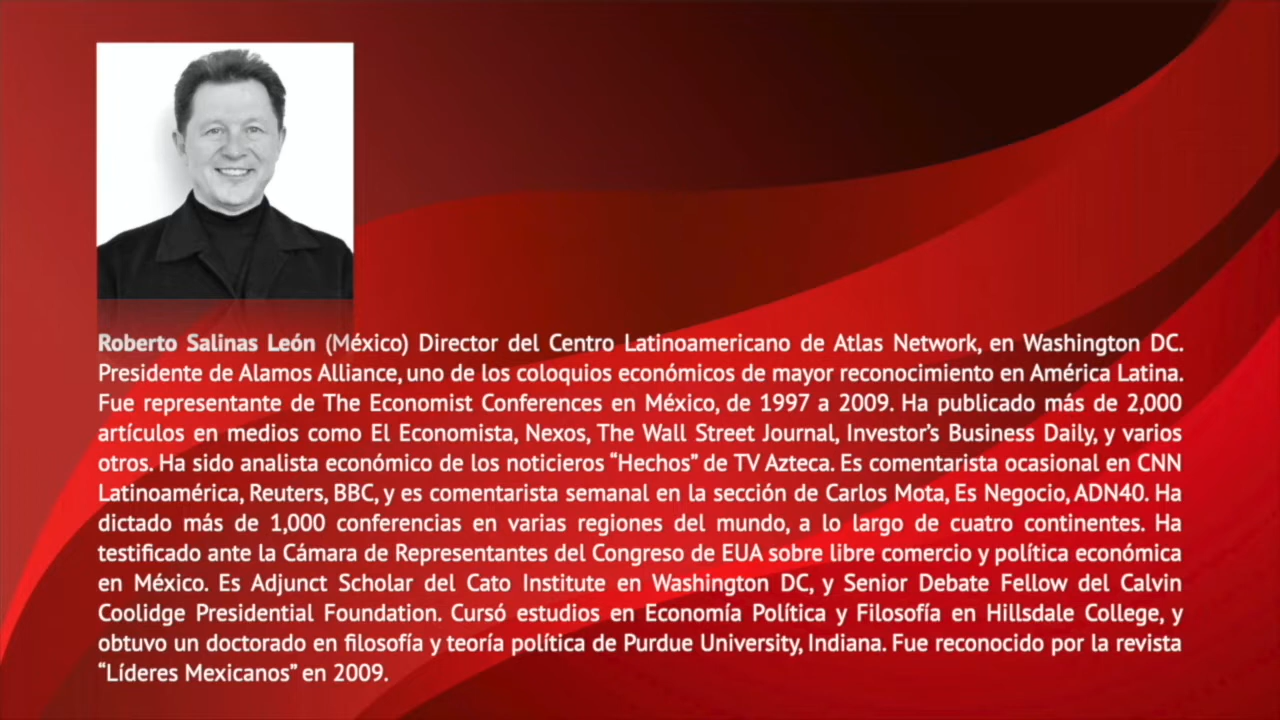 Roberto Salinas León (México) Director del Centro Latinoamericano de Atlas Network, en Washington DC.
Presidente de Alamos Alliance, uno de los coloquios económicos de mayor reconocimiento en América Latina.
Fue representante de The Economist Conferences en México, de 1997 a 2009. Ha publicado más de 2,000
artículos en medios como El Economista, Nexos, The Wall Street Journal, Investor’s Business Daily, y varios
otros. Ha sido analista económico de los noticieros “Hechos” de TV Azteca. Es comentarista ocasional en CNN
Latinoamérica, Reuters, BBC, y es comentarista semanal en la sección de Carlos Mota, Es Negocio, ADN40. Ha
dictado más de 1,000 conferencias en varias regiones del mundo, a lo largo de cuatro continentes. Ha
testificado ante la Cámara de Representantes del Congreso de EUA sobre libre comercio y política económica
en México. Es Adjunct Scholar del Cato Institute en Washington DC, y Senior Debate Fellow del Calvin
Coolidge Presidential Foundation. Cursó estudios en Economía Política y Filosofía en Hillsdale College, y
obtuvo un doctorado en filosofía y teoría política de Purdue University, Indiana. Fue reconocido por la revista
“Líderes Mexicanos” en 2009.